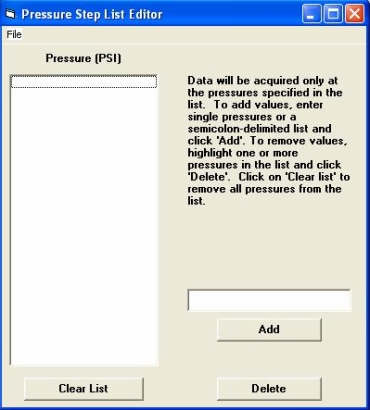 Pressure Step List Editor
File
Pressure (PSI)
Data will be acquired only at
the pressures specified in the
list.  To add values, enter
single pressures or a
semicolon-delimited list and
click 'Add'. To remove values,
highlight one or more
pressures in the list and click
'Delete'.  Click on 'Clear list' to
remove all pressures from the
list.
Add
Clear List
Delete